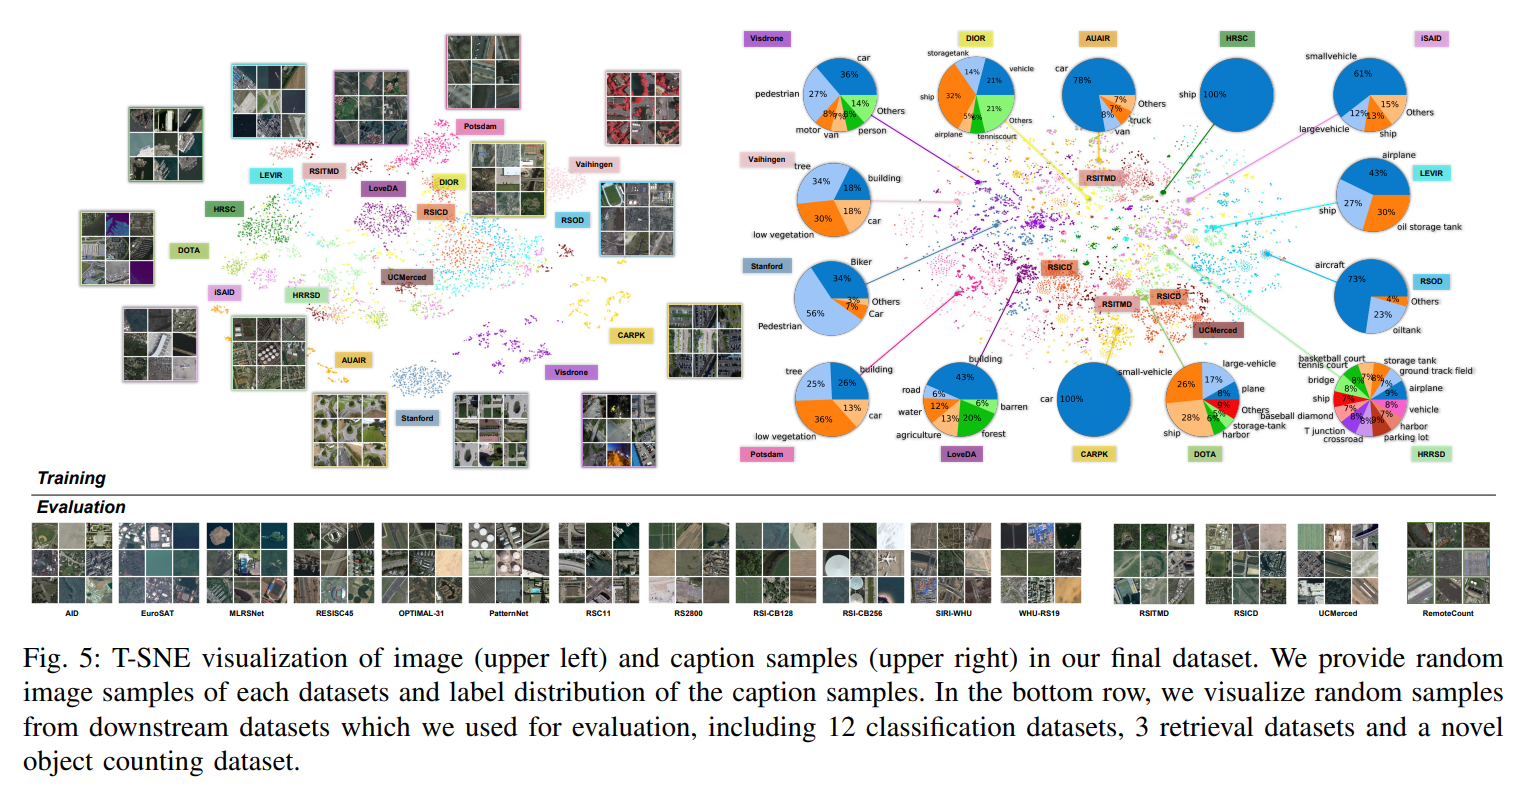 Potsdam
Vaihingen
LEVIR
RSITMD
LoveDA
DIOR
HRSC
RSICD
RSOD
DOTA
UCMerced
iSAID
HRRSD
CARPK
AUAIR
Visdrone
Stanford
Visdrone
car
36%
pedestrian
27%
14%
Others
8%
motor
van
person
DIOR
storagetank
14%
vehicle
21%
ship
32%
21%
Others
5%
airplane
tenniscourt
AUAIR
car
78%
7%
Others
7%
truck
8%
van
HRSC
ship 100%
iSAID
smallvehicle
61%
15%
Others
12%
13%
largevehicle
ship
Vaihingen
tree
34%
building
18%
18%
car
30%
low vegetation
RSITMD
LEVIR
airplane
43%
ship
27%
30%
oil storage tank
Stanford
Biker
34%
3%
Others
7%
Car
56%
Pedestrian
RSICD
RSITMD
RSICD
UCMerced
RSOD
aircraft
73%
4%
Others
23%
oiltank
tree
25%
building
26%
13%
car
36%
low vegetation
Potsdam
building
43%
road
6%
6%
barren
water
12%
13%
20%
agriculture
forest
LoveDA
car 100%
CARPK
small-vehicle
26%
large-vehicle
17%
plane
8%
Others
5%
storage-tank
6%
harbor
28%
ship
DOTA
basketball court
tennis court
storage tank
ground track field
bridge
8%
8%
7%
8%
7%
airplane
9%
ship
7%
8%
vehicle
baseball diamond
7%
7%
harbor
T junction
8%
8%
9%
parking lot
crossroad
HRRSD
Training
Evaluation
AID
EuroSAT
MLRSNet
RESISC45
OPTIMAL-31
PatternNet
RSC11
RS2800
RSI-CB128
RSI-CB256
SIRI-WHU
WHU-RS19
RSITMD
RSICD
UCMerced
RemoteCount
Fig. 5: T-SNE visualization of image (upper left) and caption samples (upper right) in our final dataset. We provide random
image samples of each datasets and label distribution of the caption samples. In the bottom row, we visualize random samples
from downstream datasets which we used for evaluation, including 12 classification datasets, 3 retrieval datasets and a novel
object counting dataset.